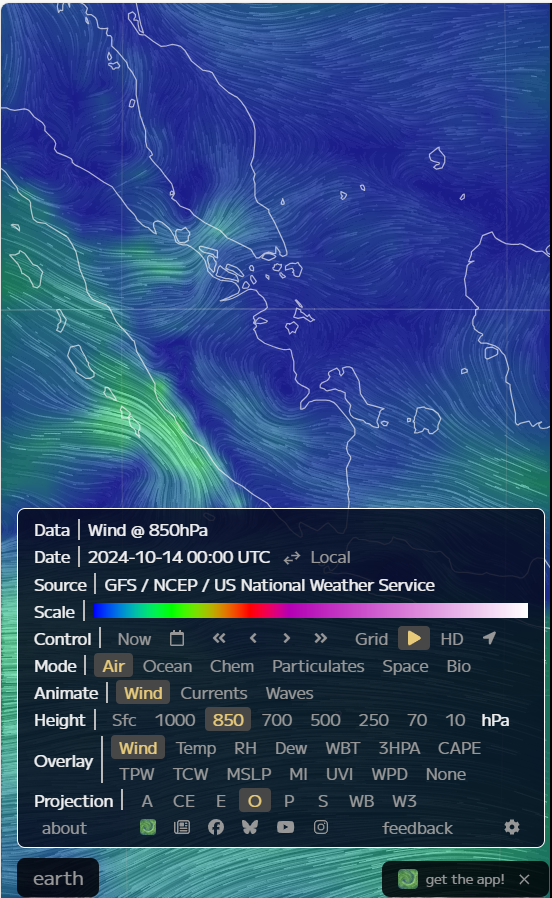 Data | Wind @ 850hPa
Date | 2024-10-14 00:00 UTC ⇄ Local
Source | GFS / NCEP / US National Weather Service
Scale |
Control | Now « ‹ › » Grid ▶ HD
Mode | Air Ocean Chem Particulates Space Bio
Animate | Wind Currents Waves
Height | Sfc 1000 850 700 500 250 70 10 hPa
Overlay | Wind Temp RH Dew WBT 3HPA CAPE
TPW TCW MSLP MI UVI WPD None
Projection | A CE E O P S WB W3
about feedback
earth
get the app! ×